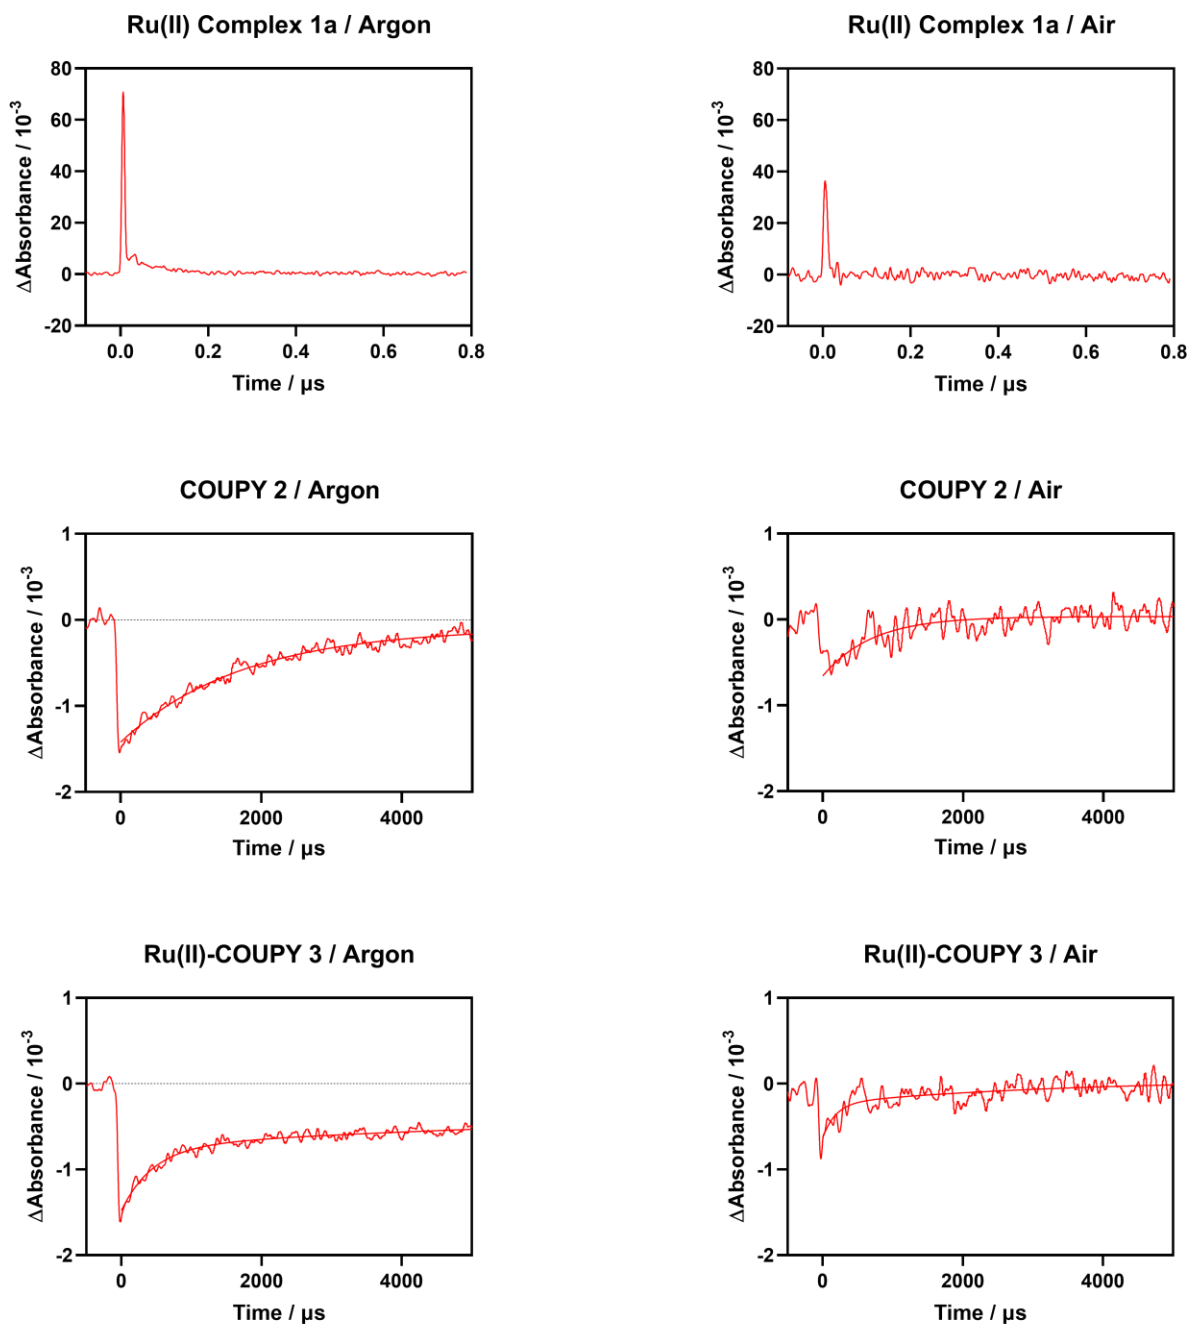 Ru(II) Complex 1a / Argon
ΔAbsorbance / 10-3
80
60
40
20
0
-20
0.0 0.2 0.4 0.6 0.8
Time / µs
Ru(II) Complex 1a / Air
ΔAbsorbance / 10-3
80
60
40
20
0
-20
0.0 0.2 0.4 0.6 0.8
Time / µs
COUPY 2 / Argon
ΔAbsorbance / 10-3
1
0
-1
-2
0 2000 4000
Time / µs
COUPY 2 / Air
ΔAbsorbance / 10-3
1
0
-1
-2
0 2000 4000
Time / µs
Ru(II)-COUPY 3 / Argon
ΔAbsorbance / 10-3
1
0
-1
-2
0 2000 4000
Time / µs
Ru(II)-COUPY 3 / Air
ΔAbsorbance / 10-3
1
0
-1
-2
0 2000 4000
Time / µs